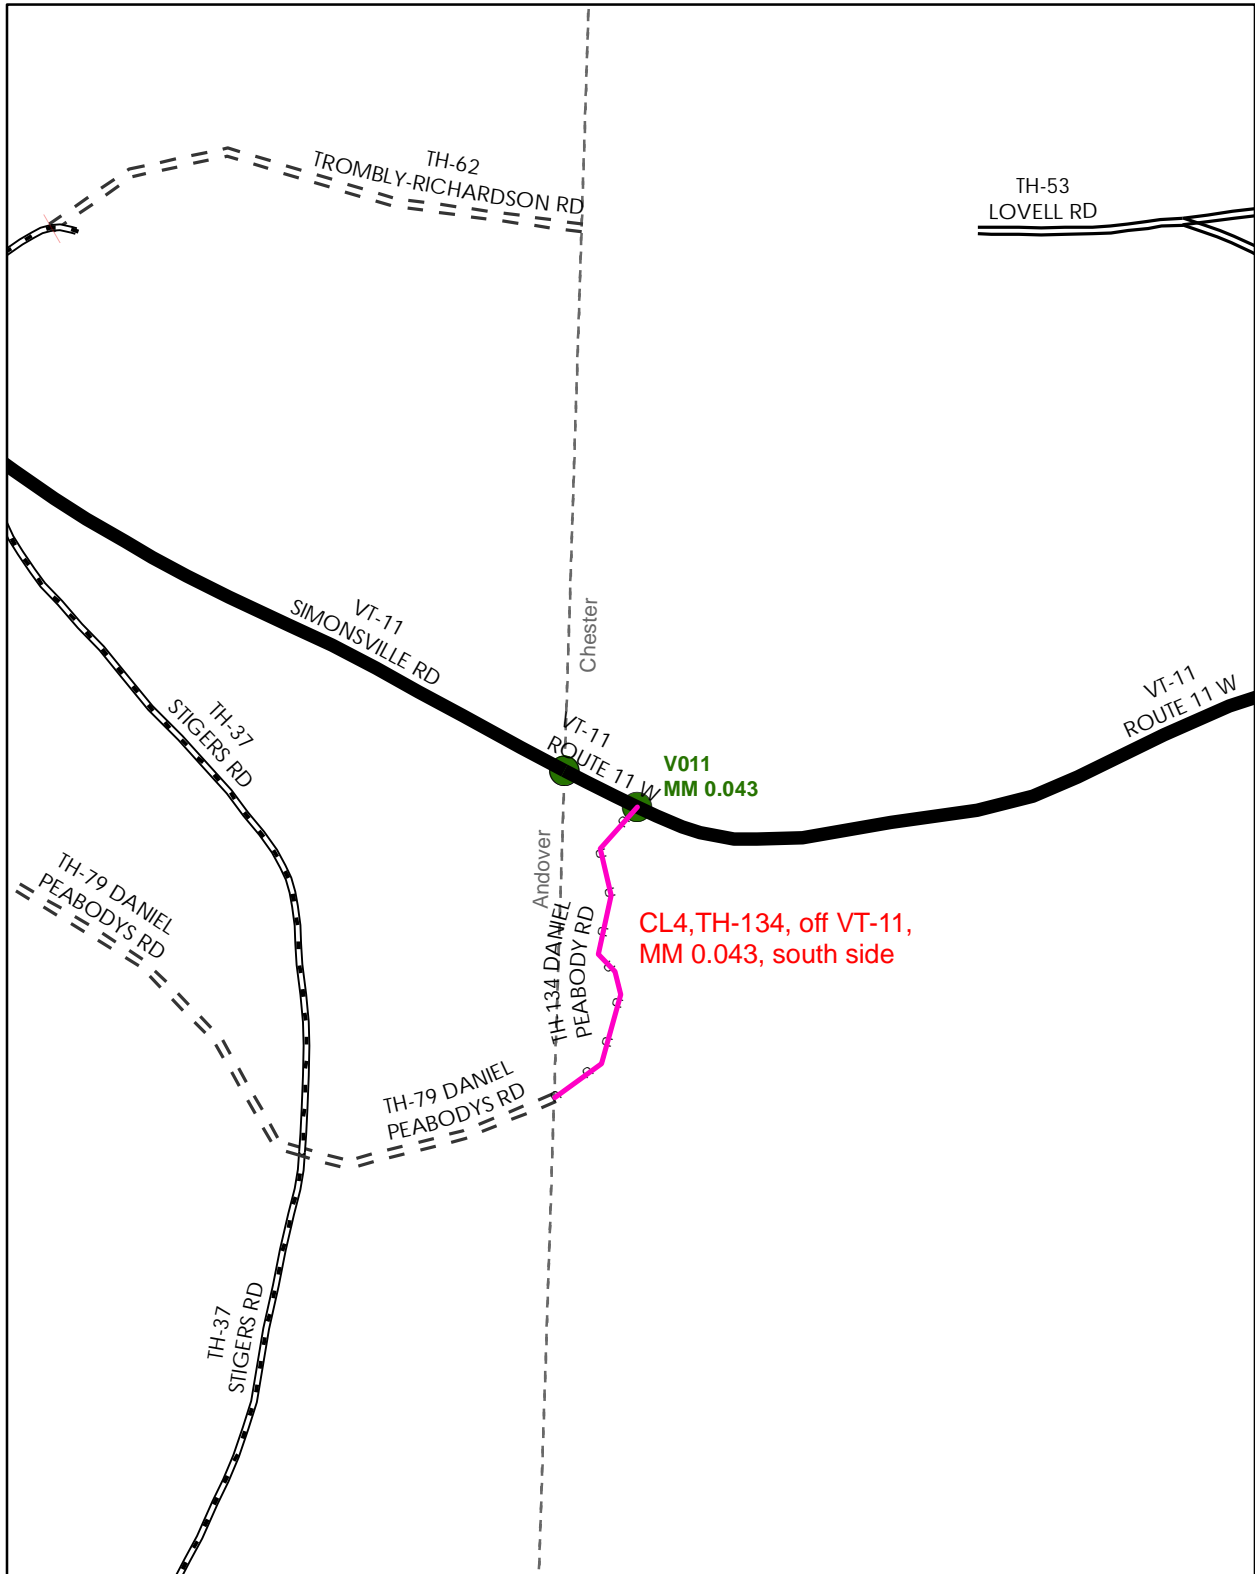 TH-62
TROMBLY-RICHARDSON RD
TH-53
LOVELL RD
VT-11
SIMONSVILLE RD
Chester
TH-37
STIGERS RD
VT-11
ROUTE 11 W
VT-11
ROUTE 11 W
V011
MM 0.043
Andover
TH-79 DANIEL
PEABODYS RD
TH-134 DANIEL
PEABODY RD
CL4,TH-134, off VT-11,
MM 0.043, south side
TH-79 DANIEL
PEABODYS RD
TH-37
STIGERS RD